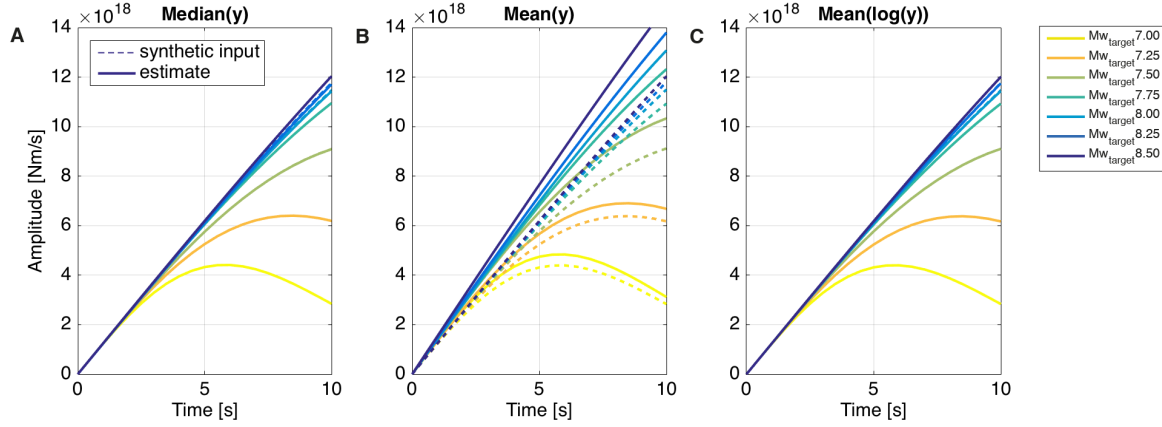 A
×10^18
Median(y)
synthetic input
estimate
14
12
10
8
6
4
2
0
0
5
10
Amplitude [Nm/s]
Time [s]
B
×10^18
Mean(y)
14
12
10
8
6
4
2
0
0
5
10
Time [s]
C
×10^18
Mean(log(y))
14
12
10
8
6
4
2
0
0
5
10
Time [s]
Mw_target 7.00
Mw_target 7.25
Mw_target 7.50
Mw_target 7.75
Mw_target 8.00
Mw_target 8.25
Mw_target 8.50